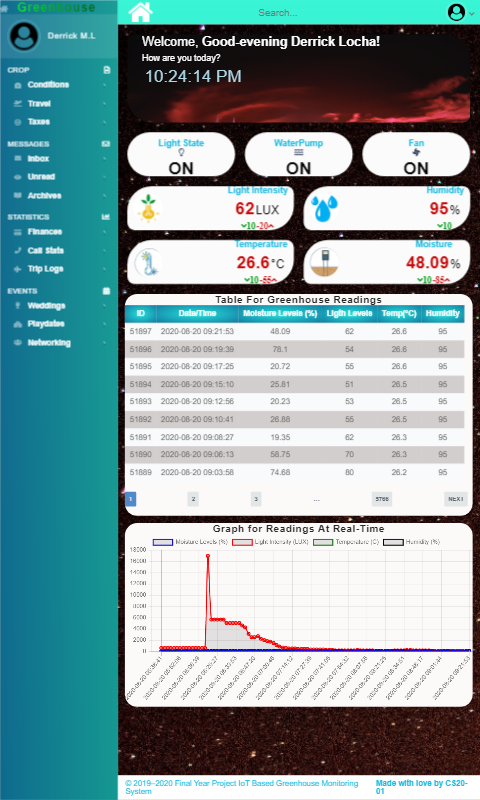 Greenhouse
Search...
Derrick M.L
CROP
Conditions
Travel
Taxes
MESSAGES
Inbox
Unread
Archives
STATISTICS
Finances
Call Stats
Trip Logs
EVENTS
Weddings
Playdates
Networking
Welcome, Good-evening Derrick Locha!
How are you today?
10:24:14 PM
Light State
ON
WaterPump
ON
Fan
ON
Light Intensity
62LUX
10 -20
Humidity
95%
10
Temperature
26.6°C
10 -55
Moisture
48.09%
10 -85
Table For Greenhouse Readings
ID Date/Time Moisture Levels (%) Ligth Levels Temp(°C) Humidity
51897 2020-08-20 09:21:53 48.09 62 26.6 95
51896 2020-08-20 09:19:39 78.1 54 26.6 95
51895 2020-08-20 09:17:25 20.72 55 26.6 95
51894 2020-08-20 09:15:10 25.81 51 26.5 95
51893 2020-08-20 09:12:56 20.23 53 26.5 95
51892 2020-08-20 09:10:41 26.88 55 26.5 95
51891 2020-08-20 09:08:27 19.35 62 26.3 95
51890 2020-08-20 09:06:13 58.75 70 26.3 95
51889 2020-08-20 09:03:58 74.68 80 26.2 95
1 2 3 ... 5766 NEXT
Graph for Readings At Real-Time
Moisture Levels (%) Light Intensity (LUX) Temperature (C) Humidity (%)
18000
16000
14000
12000
10000
8000
6000
4000
2000
0
© 2019–2020 Final Year Project IoT Based Greenhouse Monitoring
System
Made with love by CS20-
01